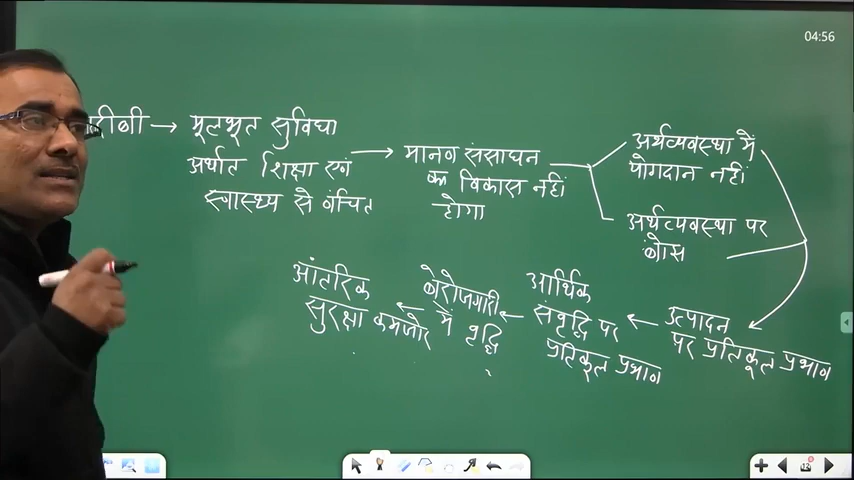 04:56
→ मूलभूत सुविधा
अर्थात शिक्षा एवं
स्वास्थ्य से वंचित
→ मानव संसाधन
का विकास नहीं
होगा
अर्थव्यवस्था में
योगदान नहीं
अर्थव्यवस्था पर
बोझ
उत्पादन
पर प्रतिकूल प्रभाव
← आर्थिक
संवृद्धि पर
प्रतिकूल प्रभाव
← बेरोजगारी
में वृद्धि
← आंतरिक
सुरक्षा कमजोर